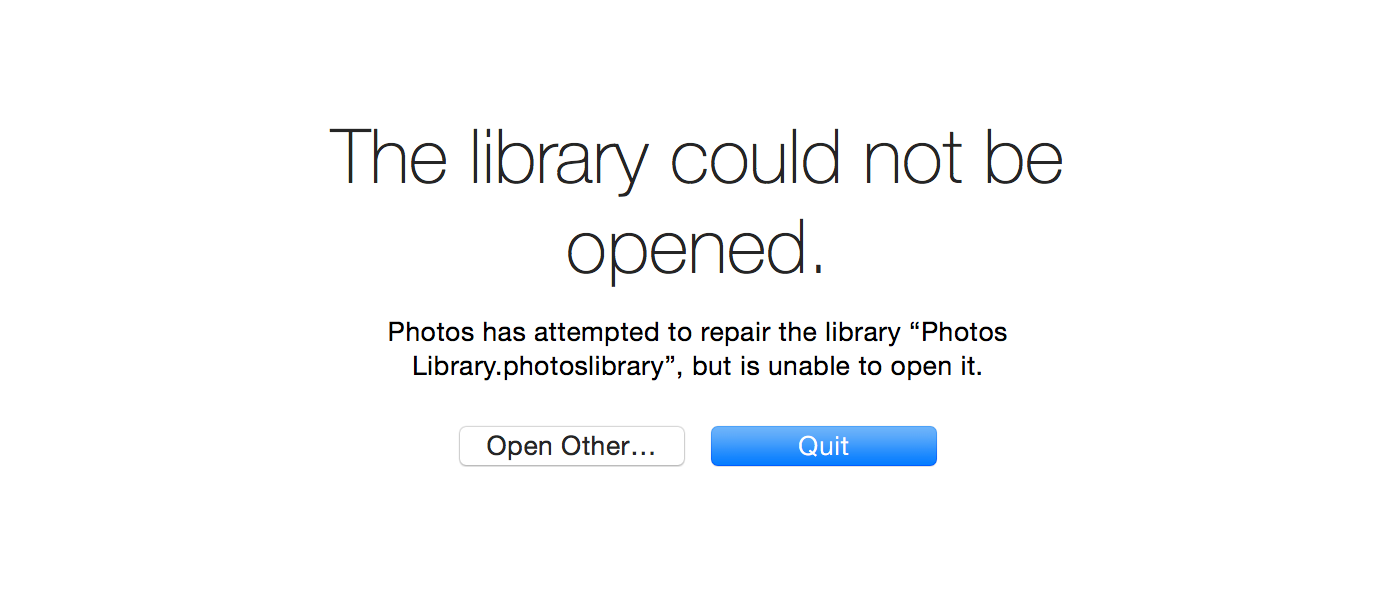 The library could not be
opened.
Photos has attempted to repair the library “Photos
Library.photoslibrary”, but is unable to open it.
Open Other...
Quit